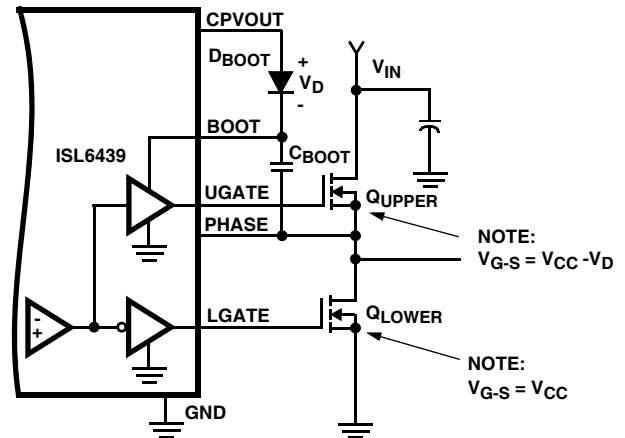 CPVOUT
DBOOT
+
VD
-
VIN
BOOT
ISL6439
CBOOT
UGATE
QUPPER
PHASE
NOTE:
VG-S = VCC -VD
-
+
LGATE
QLOWER
NOTE:
VG-S = VCC
GND